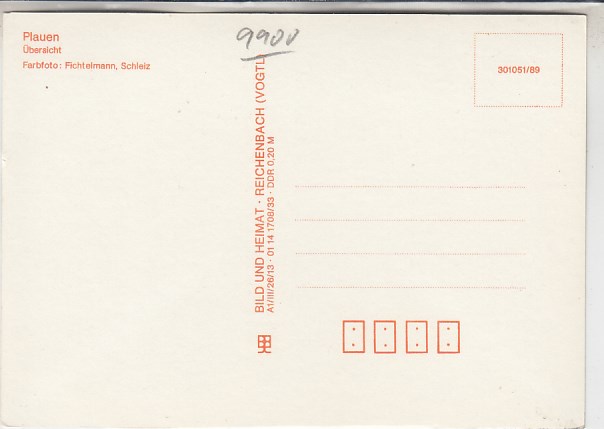 Plauen
Übersicht
Farbfoto: Fichtelmann, Schleiz
9900
301051/89
BILD UND HEIMAT · REICHENBACH (VOGTL
A1/III/26/13 · 01 14 1708/33 · DDR 0,20 M